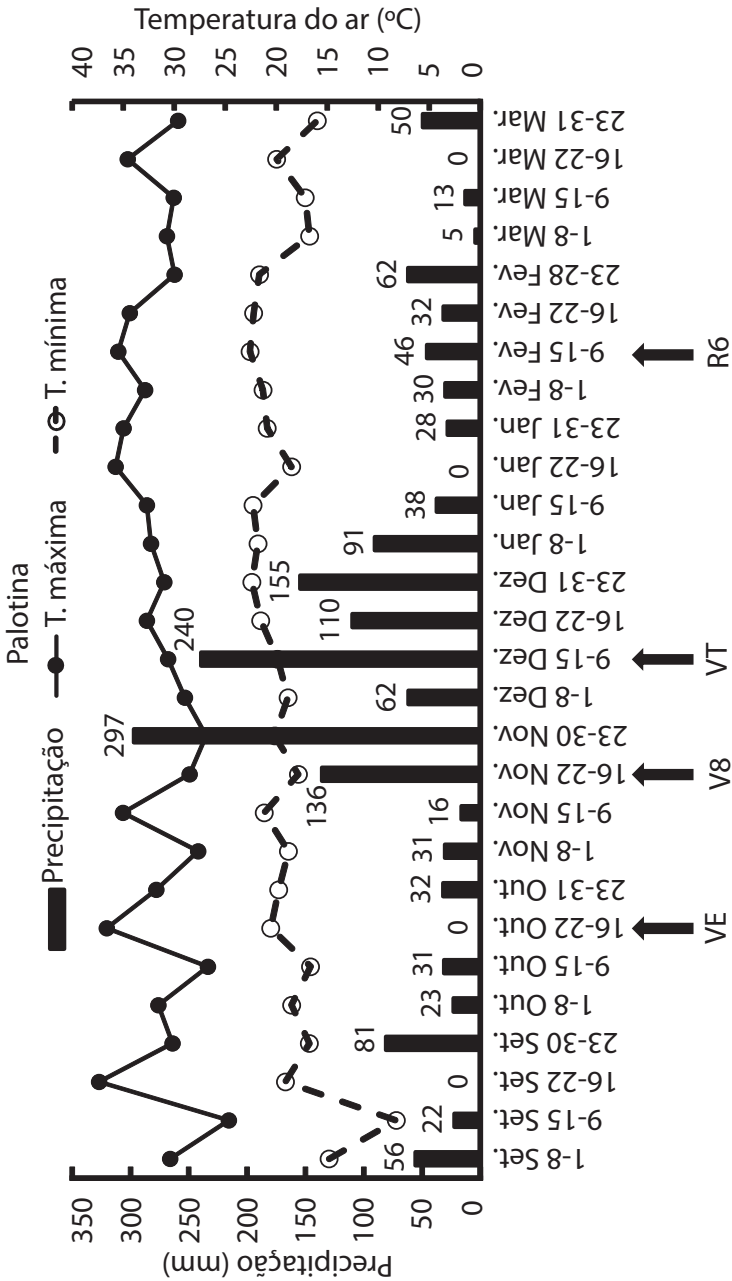 Palotina
Precipitação
T. máxima
T. mínima
Precipitação (mm)
350
300
250
200
150
100
50
0
Temperatura do ar (ºC)
40
35
30
25
20
15
10
5
0
56
22
0
81
23
31
0
32
31
16
136
297
62
240
110
155
91
38
0
28
30
46
32
62
5
13
0
50
1-8 Set.
9-15 Set.
16-22 Set.
23-30 Set.
1-8 Out.
9-15 Out.
16-22 Out.
23-31 Out.
1-8 Nov.
9-15 Nov.
16-22 Nov.
23-30 Nov.
1-8 Dez.
9-15 Dez.
16-22 Dez.
23-31 Dez.
1-8 Jan.
9-15 Jan.
16-22 Jan.
23-31 Jan.
1-8 Fev.
9-15 Fev.
16-22 Fev.
23-28 Fev.
1-8 Mar.
9-15 Mar.
16-22 Mar.
23-31 Mar.
VE
V8
VT
R6